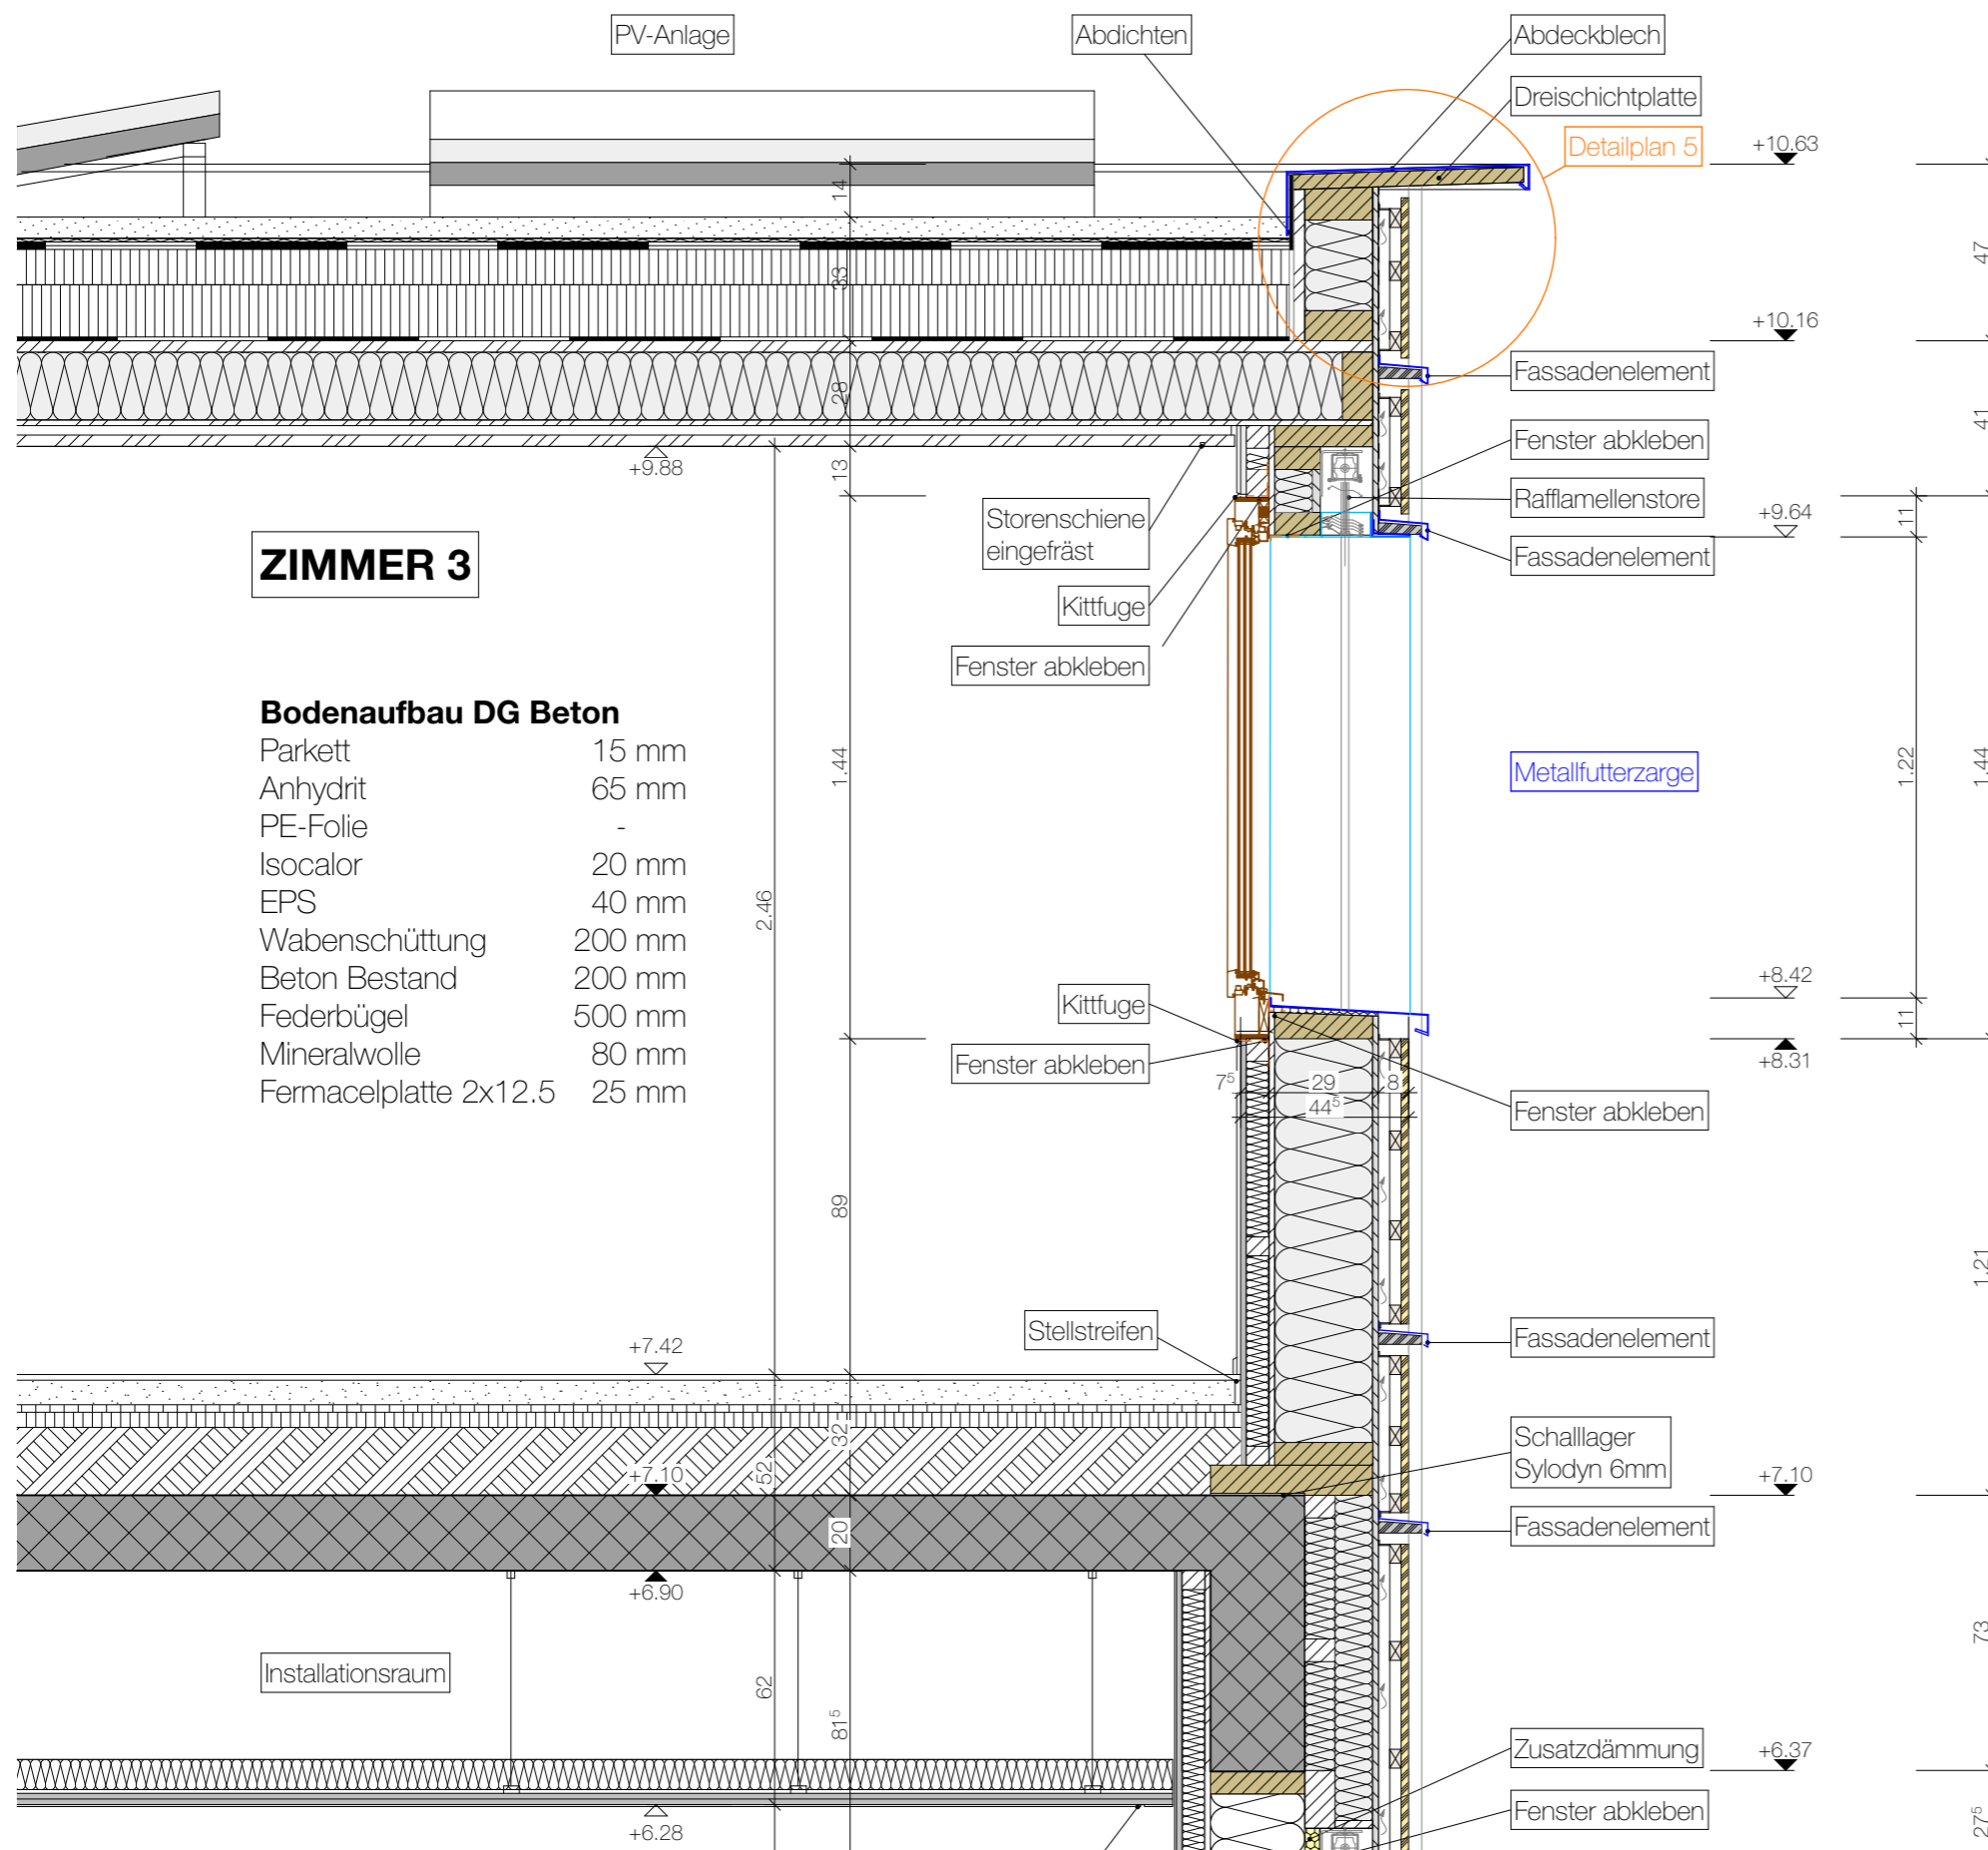 PV-Anlage
Abdichten
Abdeckblech
Dreischichtplatte
Detailplan 5
+10.63
14
47
33
+10.16
Fassadenelement
28
41
Fenster abkleben
+9.88
13
Rafflamellenstore
Storenschiene
eingefräst
+9.64
11
Fassadenelement
ZIMMER 3
Kittfuge
Fenster abkleben
Bodenaufbau DG Beton
Parkett 15 mm
Anhydrit 65 mm
PE-Folie -
Isocalor 20 mm
EPS 40 mm
Wabenschüttung 200 mm
Beton Bestand 200 mm
Federbügel 500 mm
Mineralwolle 80 mm
Fermacelplatte 2x12.5 25 mm
1.44
Metallfutterzarge
1.22
1.44
2.46
+8.42
Kittfuge
11
Fenster abkleben
+8.31
7⁵
29
8
44⁵
Fenster abkleben
89
1.21
Stellstreifen
Fassadenelement
+7.42
32
Schalllager
Sylodyn 6mm
+7.10
52
+7.10
20
Fassadenelement
+6.90
73
Installationsraum
62
81⁵
Zusatzdämmung
+6.37
Fenster abkleben
+6.28
27⁵